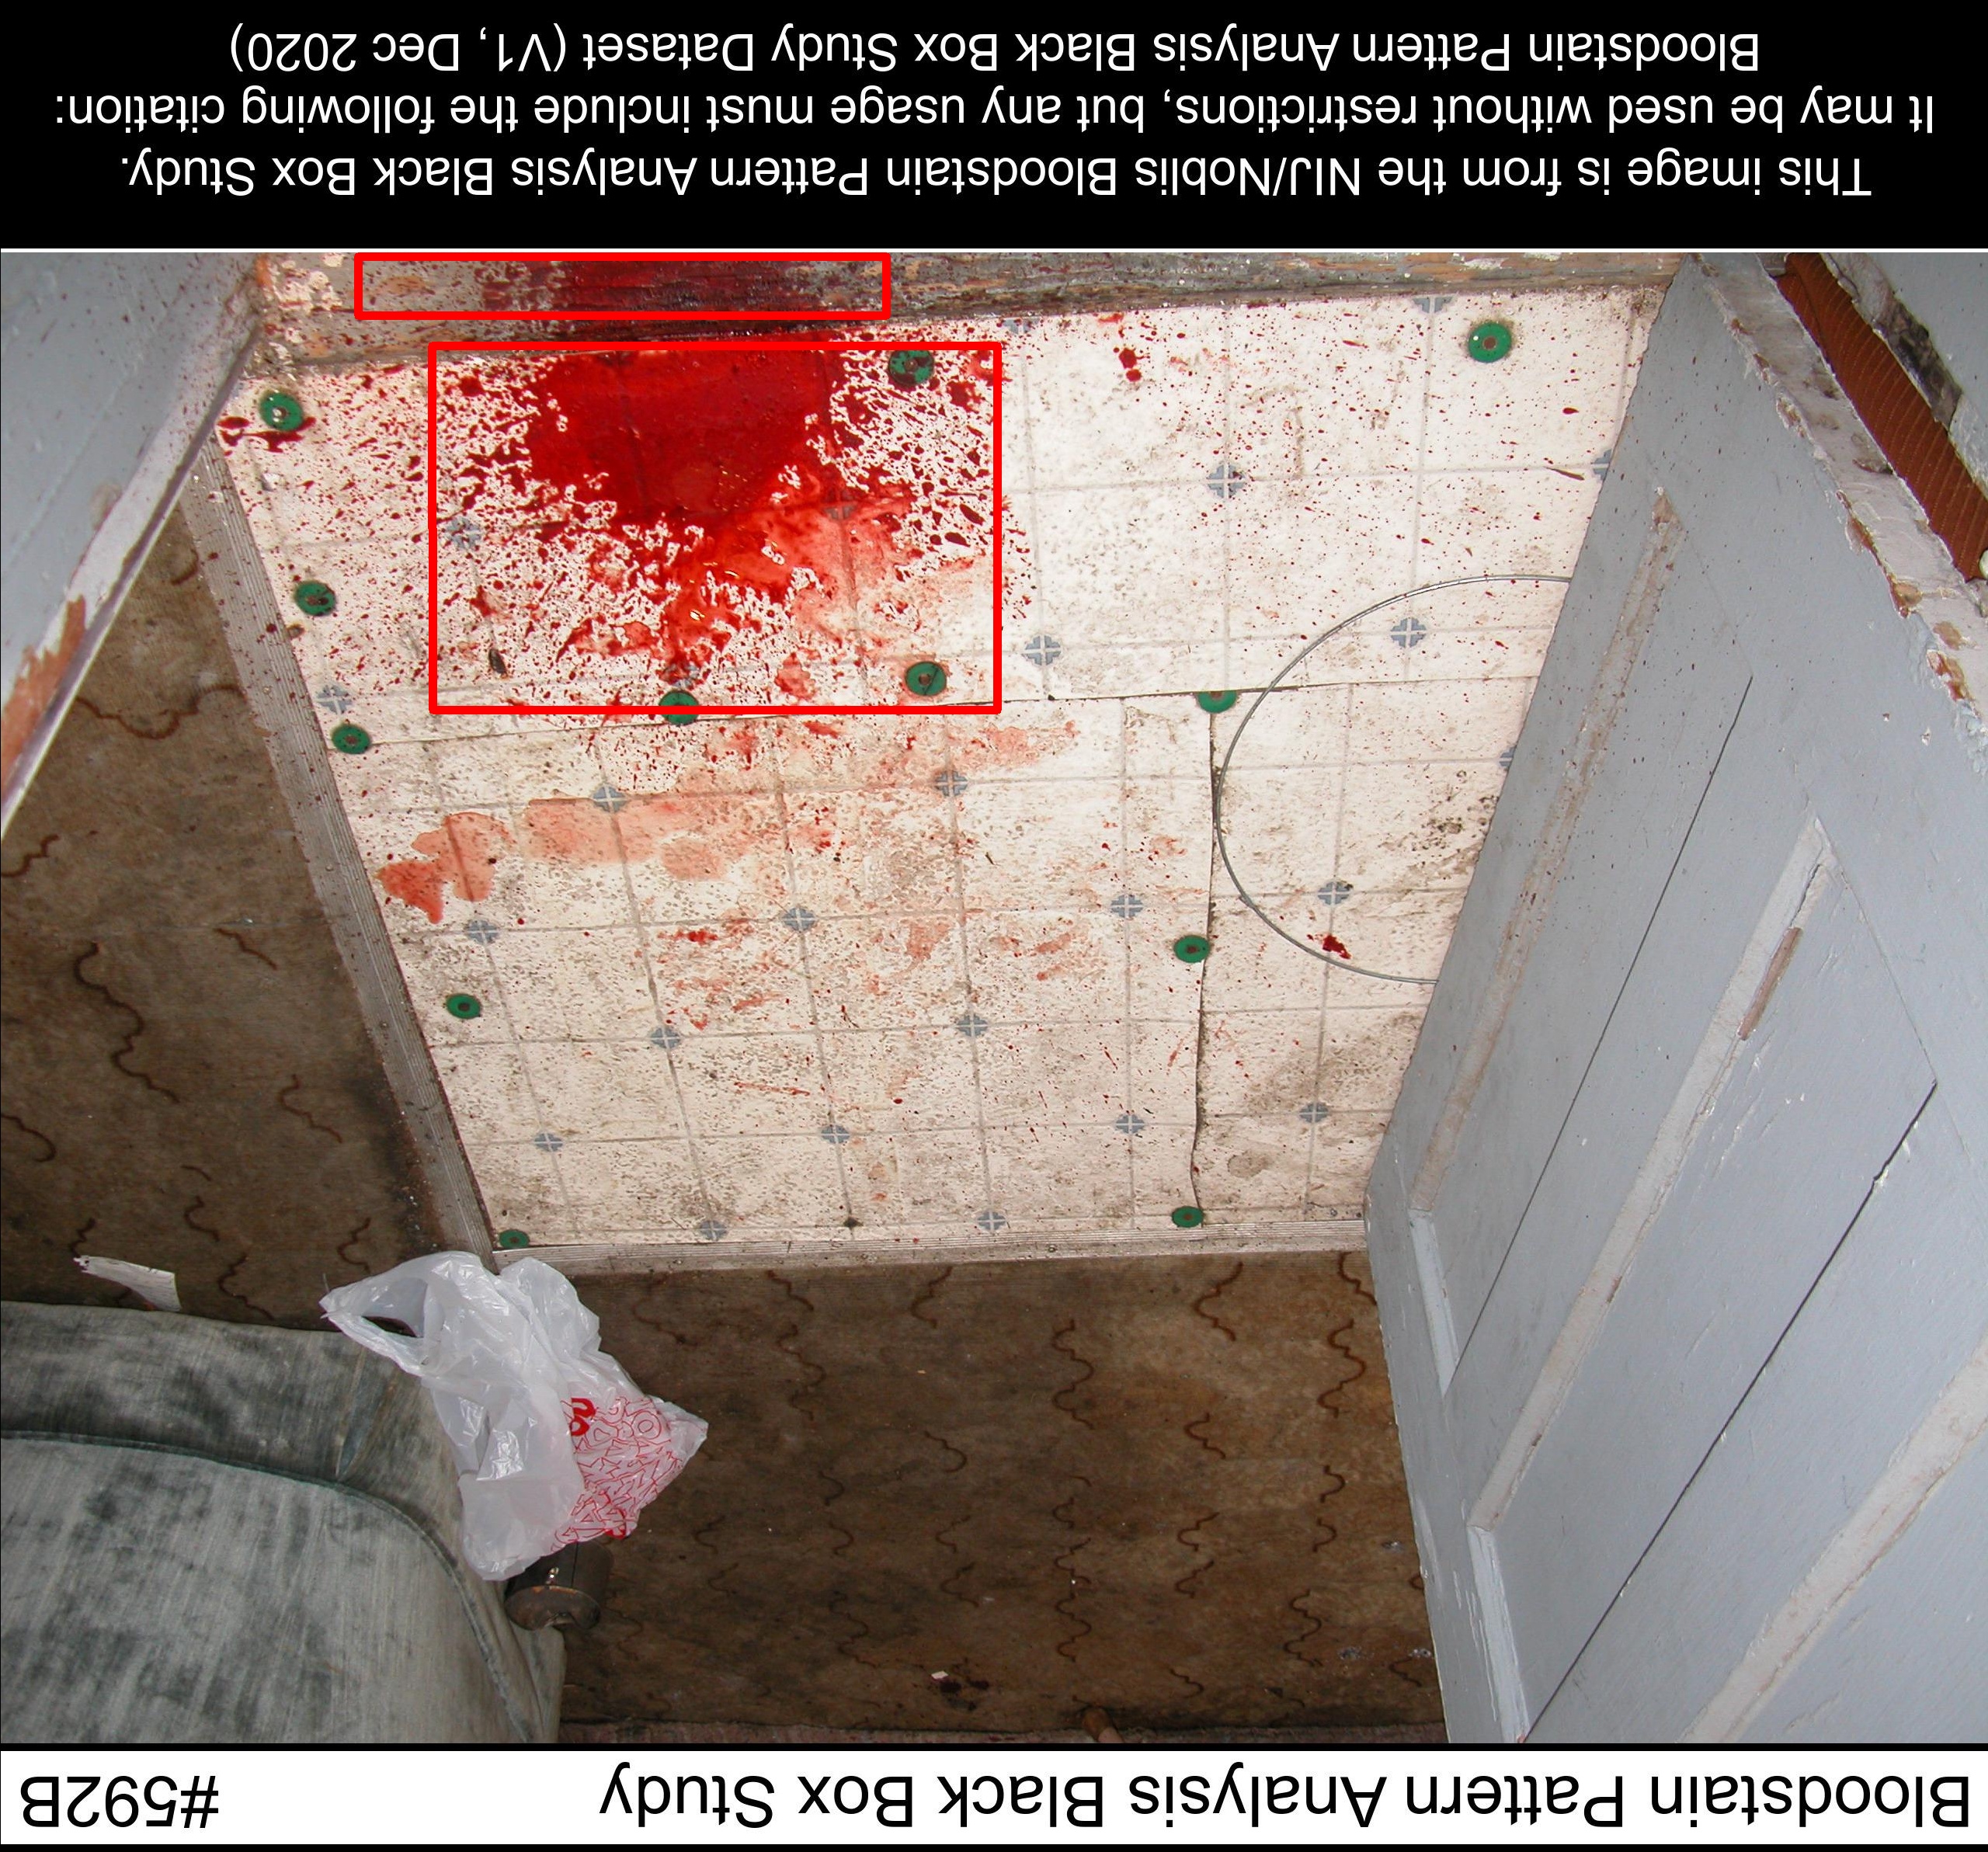 Bloodstain Pattern Analysis Black Box Study #592B
This image is from the NIJ/Noblis Bloodstain Pattern Analysis Black Box Study.
It may be used without restrictions, but any usage must include the following citation:
Bloodstain Pattern Analysis Black Box Study Dataset (V1, Dec 2020)